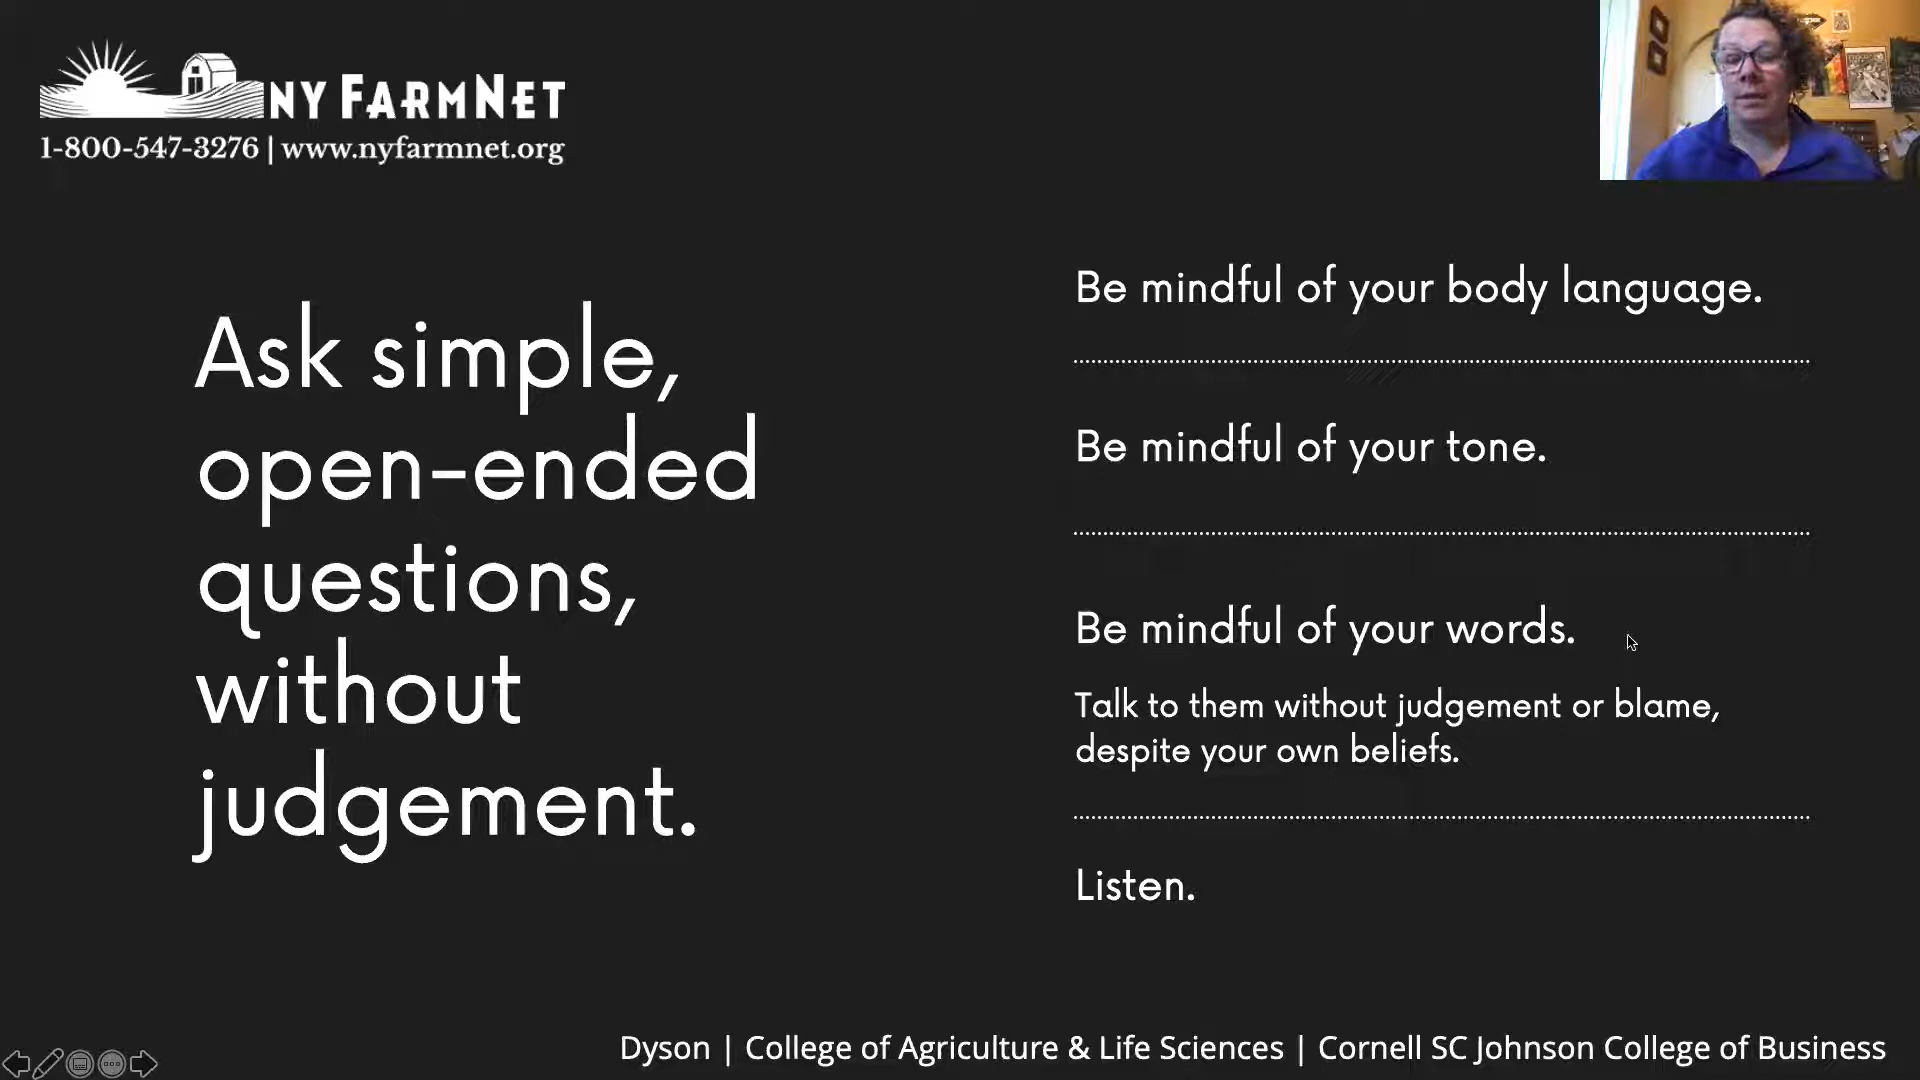 NY FARMNET
1-800-547-3276 | www.nyfarmnet.org
Ask simple,
open-ended
questions,
without
judgement.
Be mindful of your body language.
Be mindful of your tone.
Be mindful of your words.
Talk to them without judgement or blame,
despite your own beliefs.
Listen.
Dyson | College of Agriculture & Life Sciences | Cornell SC Johnson College of Business